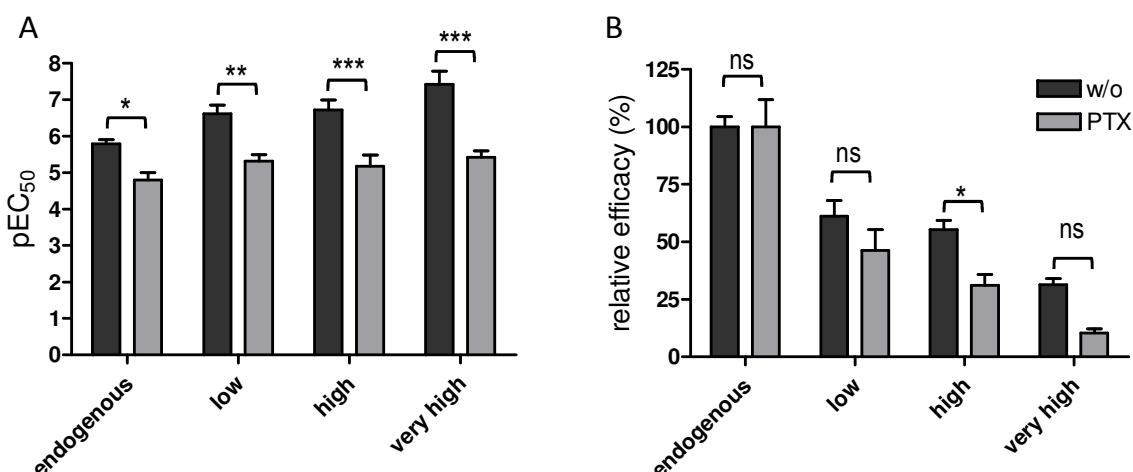 A
pEC50
8
7
6
5
4
3
2
1
0
*
**
***
***
endogenous
low
high
very high
B
relative efficacy (%)
125
100
75
50
25
0
ns
ns
*
ns
w/o
PTX
endogenous
low
high
very high